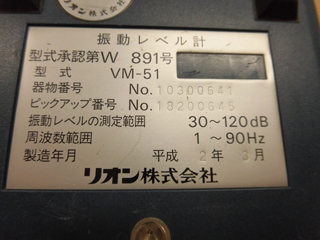 リオン
振動レベル計
型式承認第W 891号
型式 VM-51
器物番号 No.10300641
ピックアップ番号 No.18200645
振動レベルの測定範囲 30～120dB
周波数範囲 1～90Hz
製造年月 平成 2年 3月
リオン株式会社